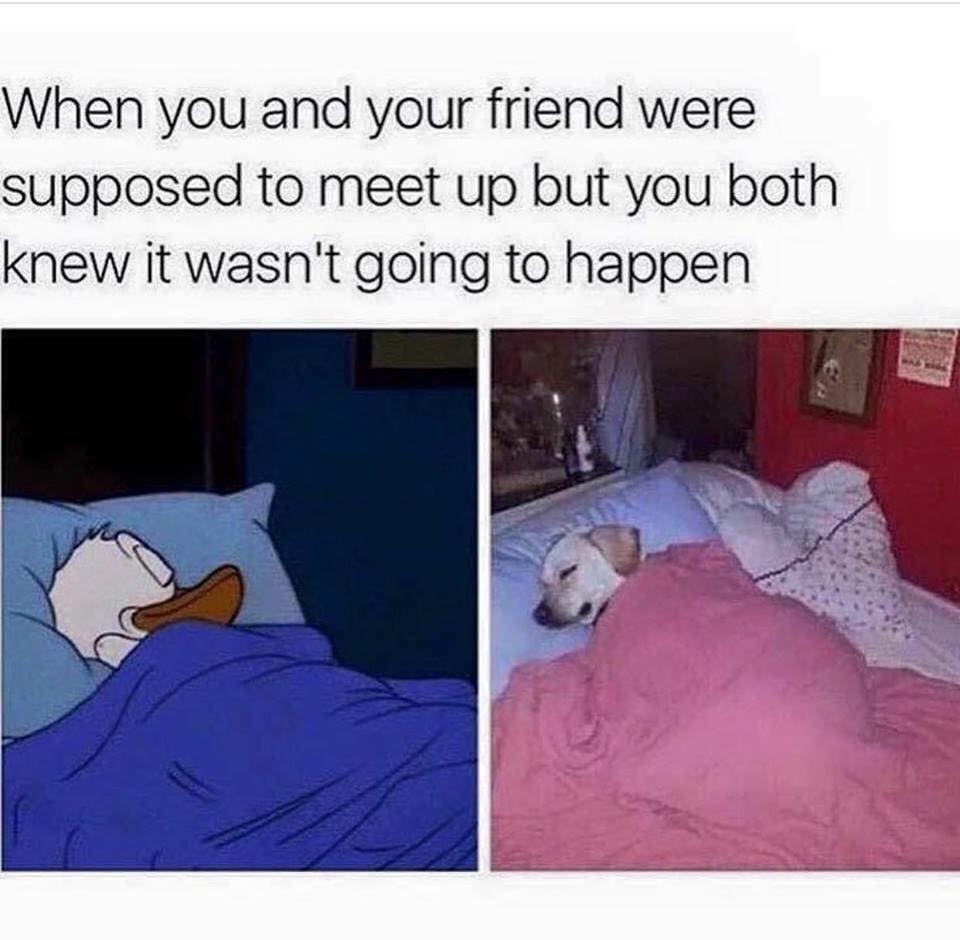 When you and your friend were
supposed to meet up but you both
knew it wasn't going to happen